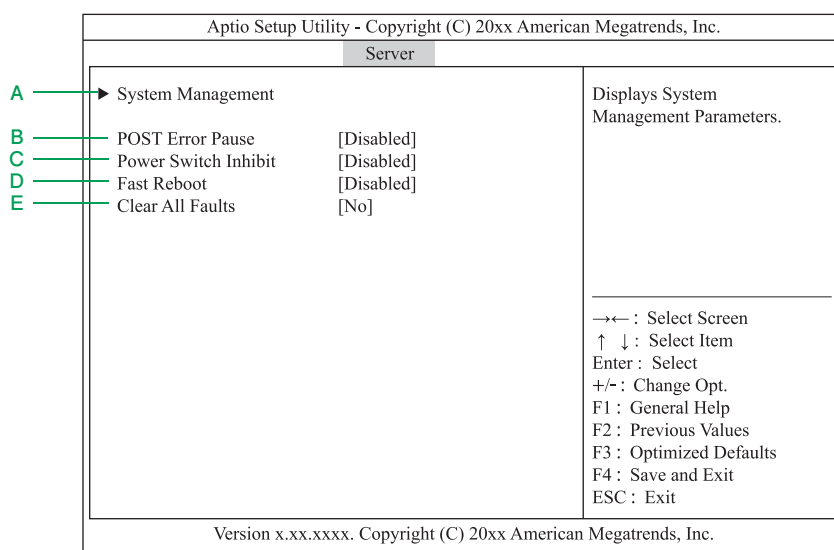 Aptio Setup Utility - Copyright (C) 20xx American Megatrends, Inc.
Server
A ▶ System Management
B POST Error Pause [Disabled]
C Power Switch Inhibit [Disabled]
D Fast Reboot [Disabled]
E Clear All Faults [No]
Displays System
Management Parameters.
→←: Select Screen
↑ ↓: Select Item
Enter : Select
+/-: Change Opt.
F1: General Help
F2: Previous Values
F3: Optimized Defaults
F4: Save and Exit
ESC: Exit
Version x.xx.xxxx. Copyright (C) 20xx American Megatrends, Inc.